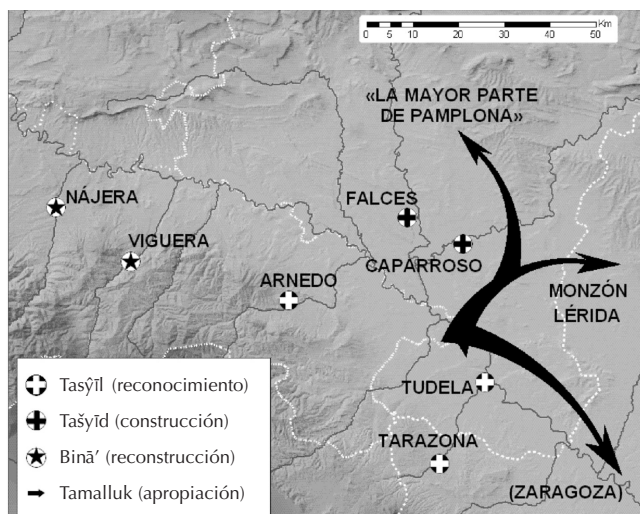 Km
0 5 10 20 30 40 50
«LA MAYOR PARTE
DE PAMPLONA»
NÁJERA
FALCES
VIGUERA
CAPARROSO
ARNEDO
MONZÓN
LÉRIDA
TUDELA
TARAZONA
(ZARAGOZA)
Tasŷīl (reconocimiento)
Tašyīd (construcción)
Binā’ (reconstrucción)
Tamalluk (apropiación)